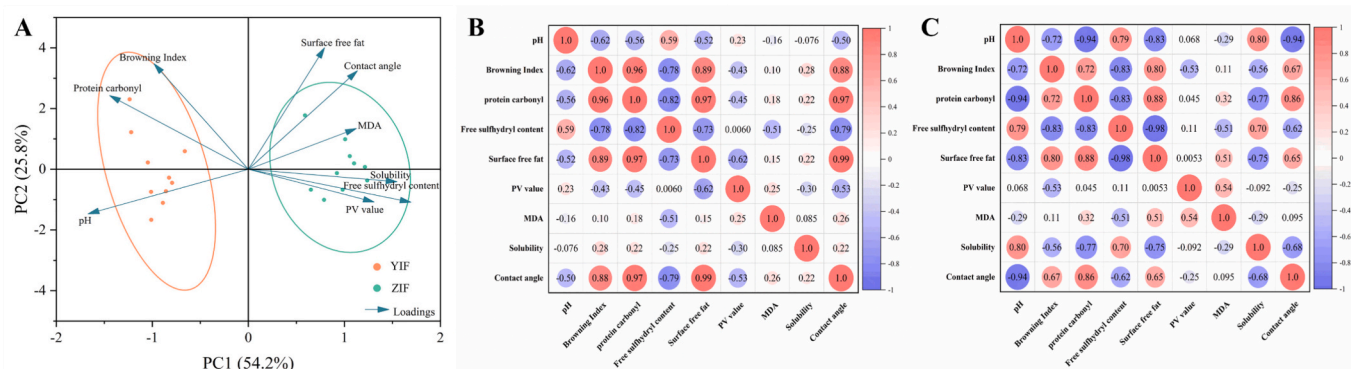 A
PC2 (25.8%)
4
2
0
-2
-4
Surface free fat
Browning Index
Contact angle
Protein carbonyl
MDA
Solubility
Free sulfhydryl content
PV value
pH
YIF
ZIF
Loadings
-2 -1 0 1 2
PC1 (54.2%)
B
pH 1.0 -0.62 -0.56 0.59 -0.52 0.23 -0.16 -0.076 -0.50
Browning Index -0.62 1.0 0.96 -0.78 0.89 -0.43 0.10 0.28 0.88
protein carbonyl -0.56 0.96 1.0 -0.82 0.97 -0.45 0.18 0.22 0.97
Free sulfhydryl content 0.59 -0.78 -0.82 1.0 -0.73 0.0060 -0.51 -0.25 -0.79
Surface free fat -0.52 0.89 0.97 -0.73 1.0 -0.62 0.15 0.22 0.99
PV value 0.23 -0.43 -0.45 0.0060 -0.62 1.0 0.25 -0.30 -0.53
MDA -0.16 0.10 0.18 -0.51 0.15 0.25 1.0 0.085 0.26
Solubility -0.076 0.28 0.22 -0.25 0.22 -0.30 0.085 1.0 0.22
Contact angle -0.50 0.88 0.97 -0.79 0.99 -0.53 0.26 0.22 1.0
pH Browning Index protein carbonyl Free sulfhydryl content Surface free fat PV value MDA Solubility Contact angle
1
0.8
0.6
0.4
0.2
0
-0.2
-0.4
-0.6
-0.8
-1
C
pH 1.0 -0.72 -0.94 0.79 -0.83 0.068 -0.29 0.80 -0.94
Browning Index -0.72 1.0 0.72 -0.83 0.80 -0.53 0.11 -0.56 0.67
protein carbonyl -0.94 0.72 1.0 -0.83 0.88 0.045 0.32 -0.77 0.86
Free sulfhydryl content 0.79 -0.83 -0.83 1.0 -0.98 0.11 -0.51 0.70 -0.62
Surface free fat -0.83 0.80 0.88 -0.98 1.0 0.0053 0.51 -0.75 0.65
PV value 0.068 -0.53 0.045 0.11 0.0053 1.0 0.54 -0.092 -0.25
MDA -0.29 0.11 0.32 -0.51 0.51 0.54 1.0 -0.29 0.095
Solubility 0.80 -0.56 -0.77 0.70 -0.75 -0.092 -0.29 1.0 -0.68
Contact angle -0.94 0.67 0.86 -0.62 0.65 -0.25 0.095 -0.68 1.0
pH Browning Index protein carbonyl Free sulfhydryl content Surface free fat PV value MDA Solubility Contact angle
1
0.8
0.6
0.4
0.2
0
-0.2
-0.4
-0.6
-0.8
-1